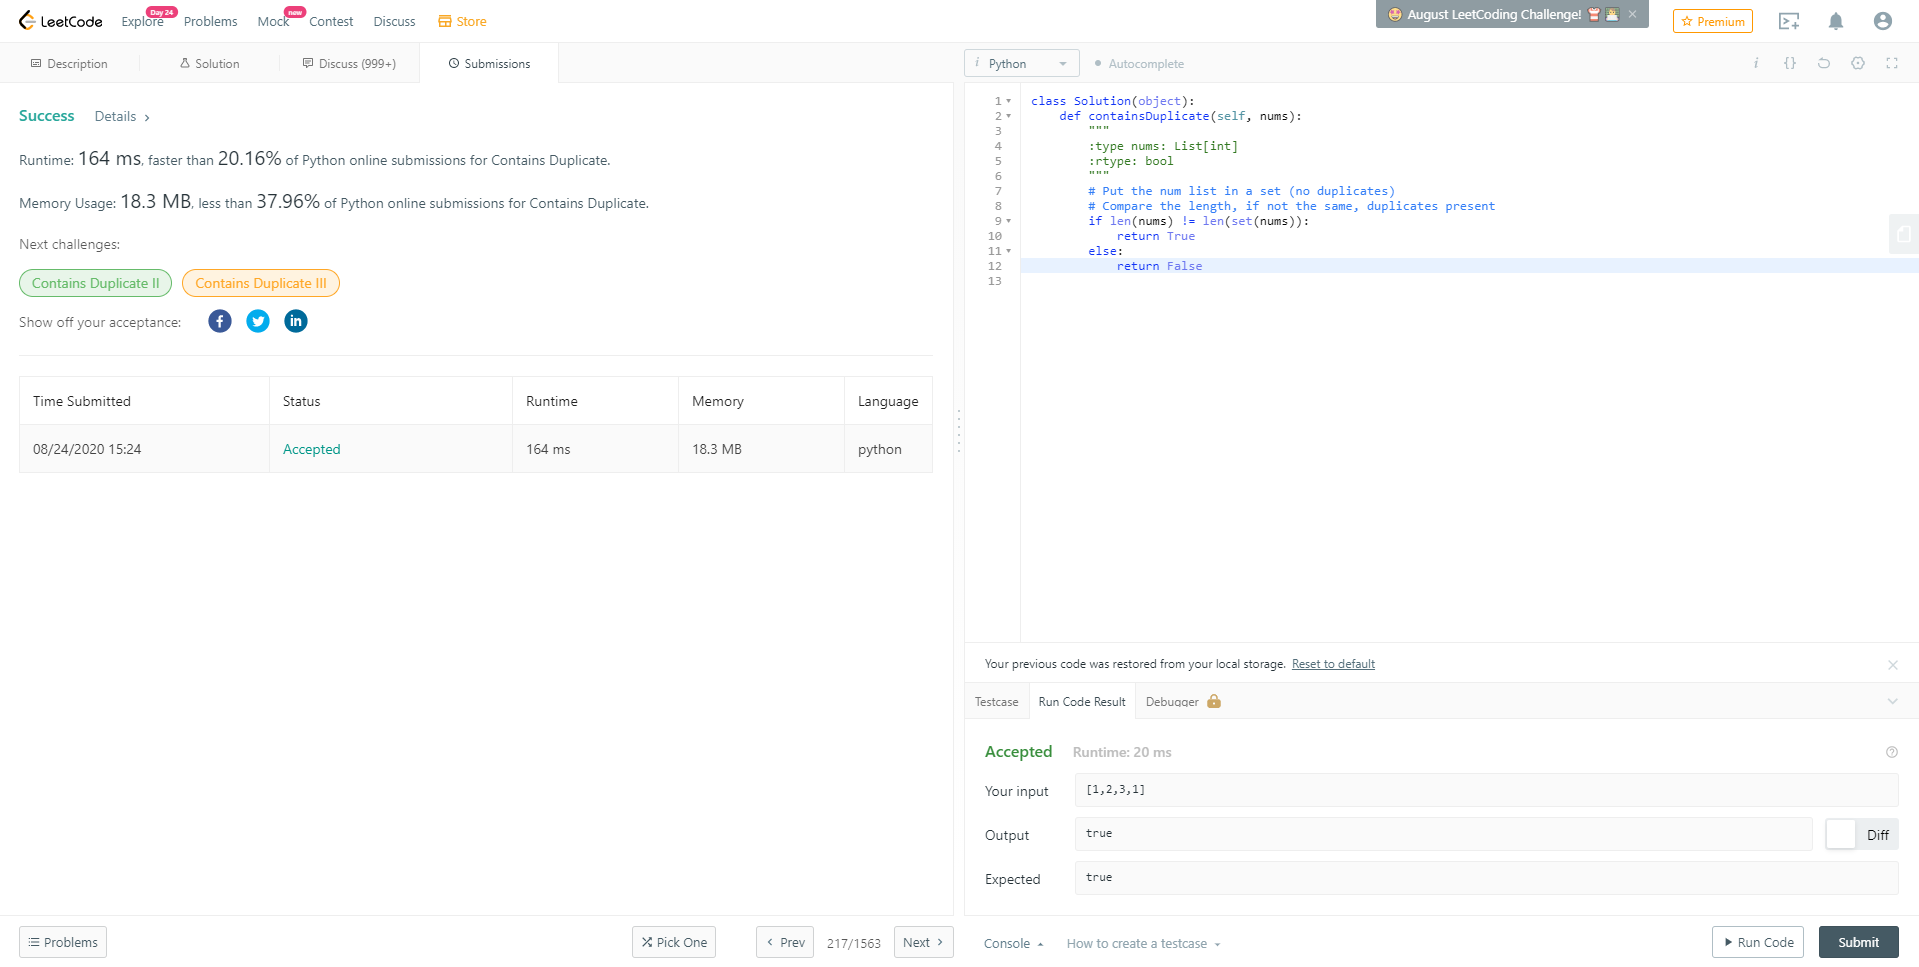 LeetCode Explore Day 24 Problems Mock new Contest Discuss Store August LeetCoding Challenge! × Premium
Description Solution Discuss (999+) Submissions
Success Details >
Runtime: 164 ms, faster than 20.16% of Python online submissions for Contains Duplicate.
Memory Usage: 18.3 MB, less than 37.96% of Python online submissions for Contains Duplicate.
Next challenges:
Contains Duplicate II Contains Duplicate III
Show off your acceptance:
Time Submitted Status Runtime Memory Language
08/24/2020 15:24 Accepted 164 ms 18.3 MB python
Problems Pick One Prev 217/1563 Next
i Python Autocomplete
1 class Solution(object):
2     def containsDuplicate(self, nums):
3         """
4         :type nums: List[int]
5         :rtype: bool
6         """
7         # Put the num list in a set (no duplicates)
8         # Compare the length, if not the same, duplicates present
9         if len(nums) != len(set(nums)):
10             return True
11         else:
12             return False
13
Your previous code was restored from your local storage. Reset to default
Testcase Run Code Result Debugger
Accepted Runtime: 20 ms
Your input [1,2,3,1]
Output true Diff
Expected true
Console How to create a testcase Run Code Submit